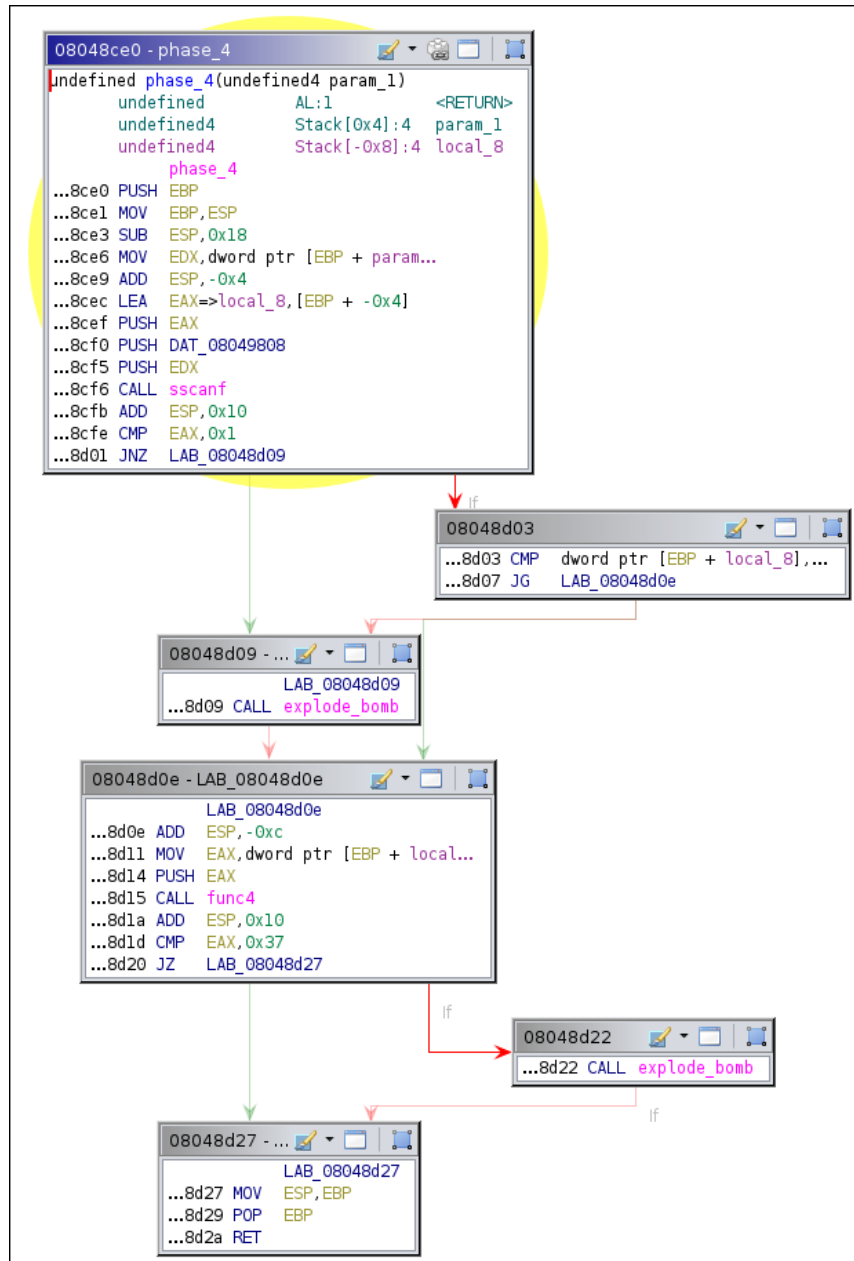 08048ce0 - phase_4
undefined phase_4(undefined4 param_1)
undefined AL:1 <RETURN>
undefined4 Stack[0x4]:4 param_1
undefined4 Stack[-0x8]:4 local_8
phase_4
...8ce0 PUSH EBP
...8ce1 MOV EBP,ESP
...8ce3 SUB ESP,0x18
...8ce6 MOV EDX,dword ptr [EBP + param...
...8ce9 ADD ESP,-0x4
...8cec LEA EAX=>local_8,[EBP + -0x4]
...8cef PUSH EAX
...8cf0 PUSH DAT_08049808
...8cf5 PUSH EDX
...8cf6 CALL sscanf
...8cfb ADD ESP,0x10
...8cfe CMP EAX,0x1
...8d01 JNZ LAB_08048d09
If
08048d03
...8d03 CMP dword ptr [EBP + local_8],...
...8d07 JG LAB_08048d0e
08048d09 - ...
LAB_08048d09
...8d09 CALL explode_bomb
08048d0e - LAB_08048d0e
LAB_08048d0e
...8d0e ADD ESP,-0xc
...8d11 MOV EAX,dword ptr [EBP + local...
...8d14 PUSH EAX
...8d15 CALL func4
...8d1a ADD ESP,0x10
...8d1d CMP EAX,0x37
...8d20 JZ LAB_08048d27
If
08048d22
...8d22 CALL explode_bomb
If
08048d27 - ...
LAB_08048d27
...8d27 MOV ESP,EBP
...8d29 POP EBP
...8d2a RET